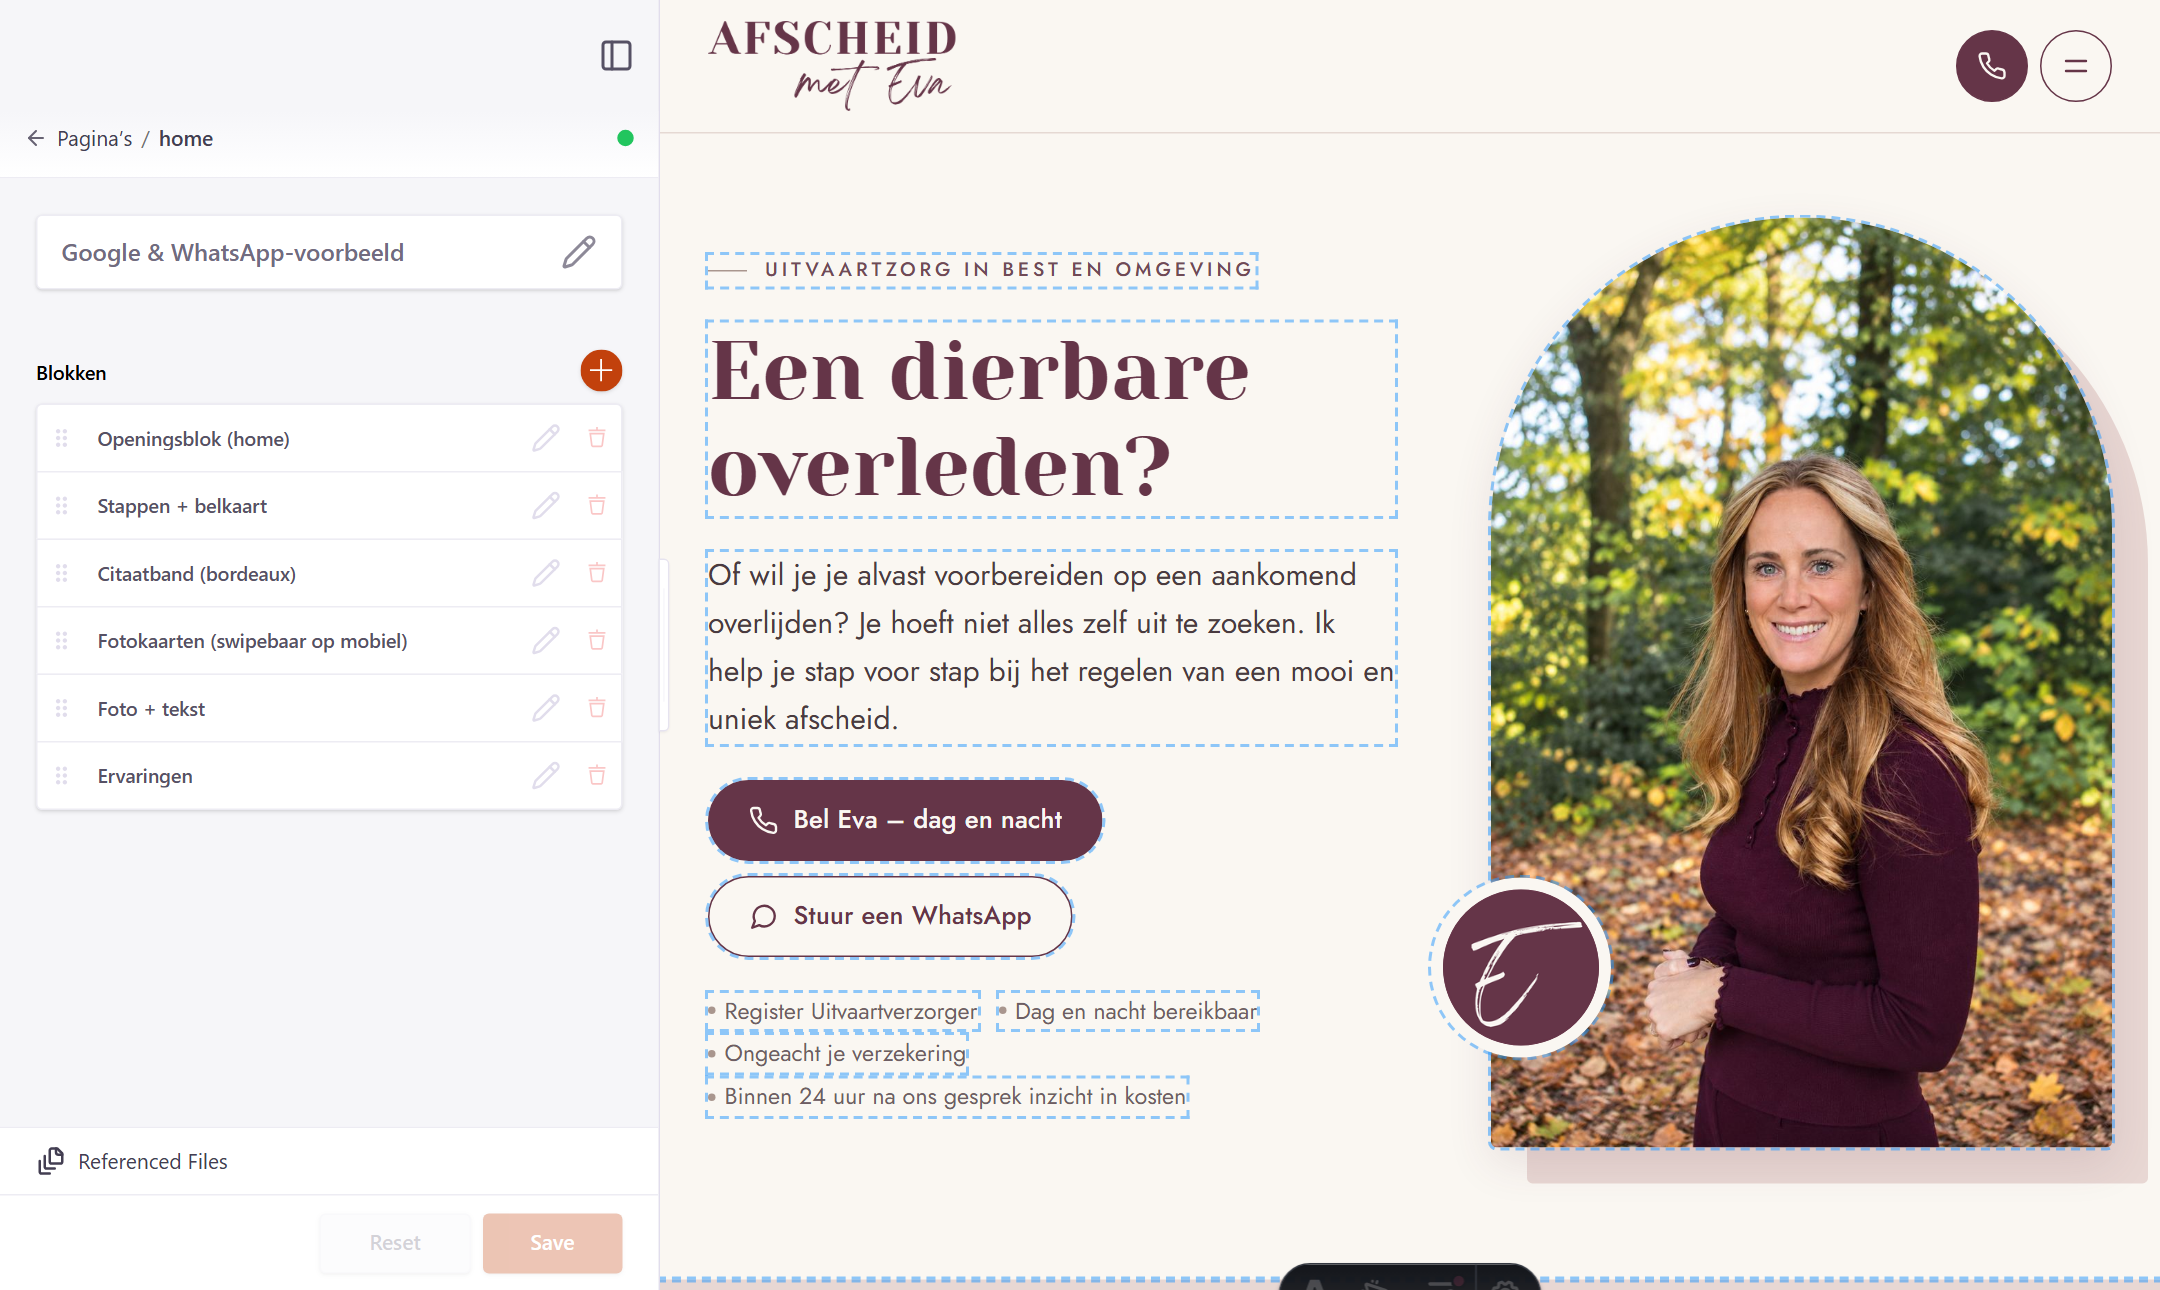 Pagina's / home
Google & WhatsApp-voorbeeld
Blokken
Openingsblok (home)
Stappen + belkaart
Citaatband (bordeaux)
Fotokaarten (swipebaar op mobiel)
Foto + tekst
Ervaringen
Referenced Files
Reset
Save
AFSCHEID
met Eva
UITVAARTZORG IN BEST EN OMGEVING
Een dierbare
overleden?
Of wil je je alvast voorbereiden op een aankomend
overlijden? Je hoeft niet alles zelf uit te zoeken. Ik
help je stap voor stap bij het regelen van een mooi en
uniek afscheid.
Bel Eva – dag en nacht
Stuur een WhatsApp
• Register Uitvaartverzorger • Dag en nacht bereikbaar
• Ongeacht je verzekering
• Binnen 24 uur na ons gesprek inzicht in kosten
E